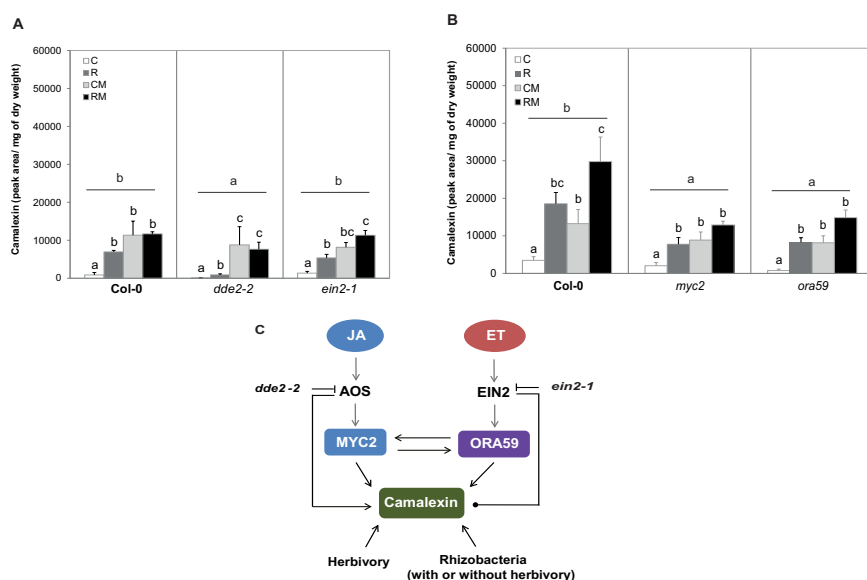 A
Camalexin (peak area/ mg of dry weight)
60000
50000
40000
30000
20000
10000
0
C
R
CM
RM
b
a
b
a
b
b
b
a
b
c
c
a
b
bc
c
Col-0
dde2-2
ein2-1
B
Camalexin (peak area/ mg of dry weight)
60000
50000
40000
30000
20000
10000
0
C
R
CM
RM
b
a
a
a
bc
b
c
a
b
b
b
a
b
b
b
Col-0
myc2
ora59
C
JA
ET
dde2-2
AOS
EIN2
ein2-1
MYC2
ORA59
Camalexin
Herbivory
Rhizobacteria
(with or without herbivory)